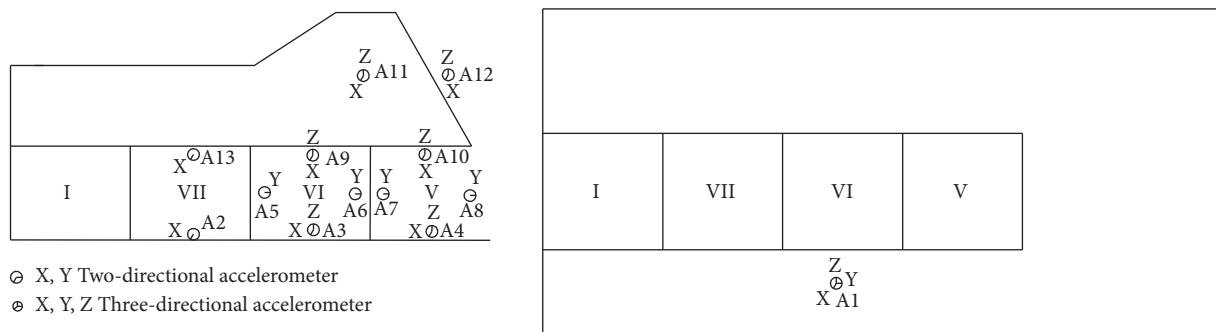 Z
A11
X
Z
A12
X
I
VII
VI
V
X
A13
Z
A9
X
Z
A10
X
Y
A5
Y
A6
Y
A7
Y
A8
X
A2
Z
X
A3
Z
X
A4
X, Y Two-directional accelerometer
X, Y, Z Three-directional accelerometer
I
VII
VI
V
Z
Y
X
A1